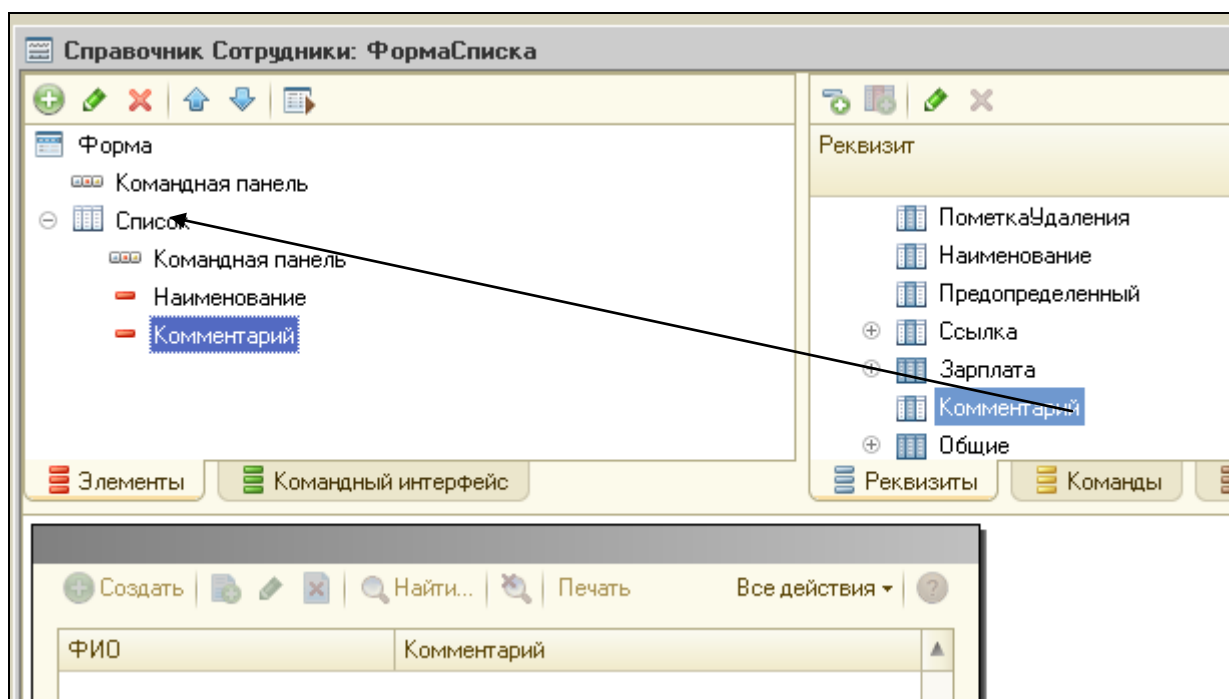 Справочник Сотрудники: ФормаСписка
Форма
Командная панель
Список
Командная панель
Наименование
Комментарий
Элементы
Командный интерфейс
Реквизит
ПометкаУдаления
Наименование
Предопределенный
Ссылка
Зарплата
Комментарий
Общие
Реквизиты
Команды
Создать
Найти...
Печать
Все действия
?
ФИО
Комментарий